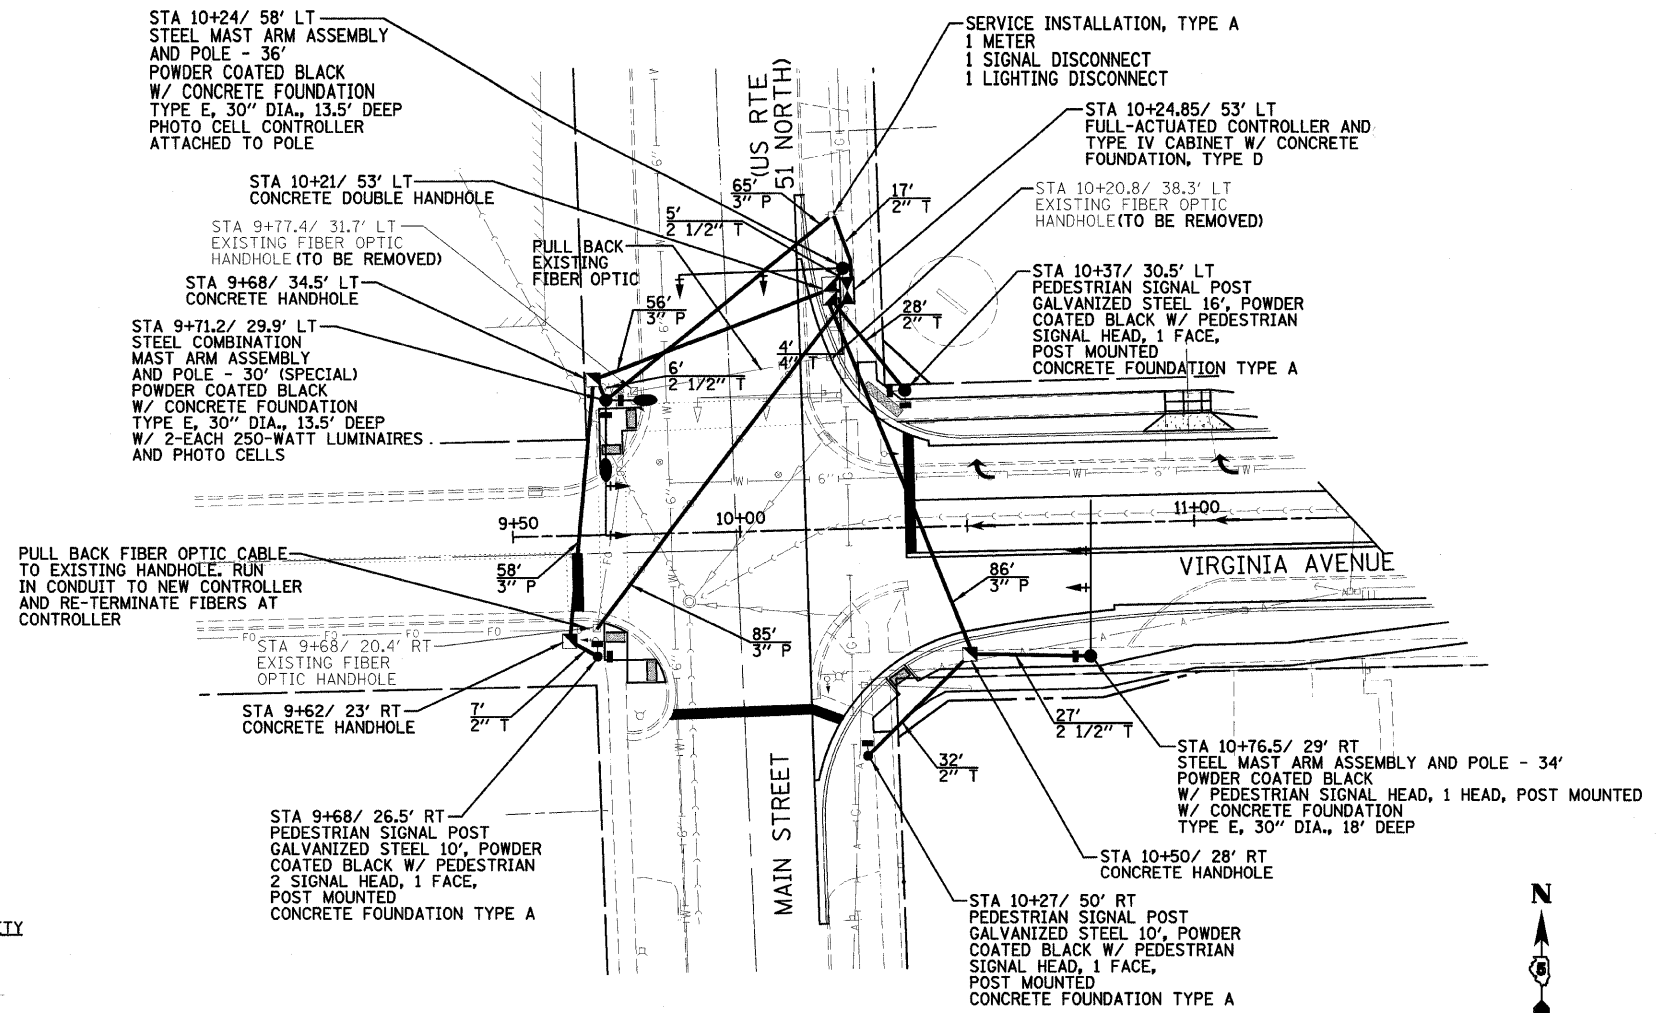 STA 10+24/ 58' LT
STEEL MAST ARM ASSEMBLY
AND POLE - 36'
POWDER COATED BLACK
W/ CONCRETE FOUNDATION
TYPE E, 30" DIA., 13.5' DEEP
PHOTO CELL CONTROLLER
ATTACHED TO POLE
STA 10+21/ 53' LT
CONCRETE DOUBLE HANDHOLE
STA 9+77.4/ 31.7' LT
EXISTING FIBER OPTIC
HANDHOLE (TO BE REMOVED)
STA 9+68/ 34.5' LT
CONCRETE HANDHOLE
STA 9+71.2/ 29.9' LT
STEEL COMBINATION
MAST ARM ASSEMBLY
AND POLE - 30' (SPECIAL)
POWDER COATED BLACK
W/ CONCRETE FOUNDATION
TYPE E, 30" DIA., 13.5' DEEP
W/ 2-EACH 250-WATT LUMINAIRES
AND PHOTO CELLS
PULL BACK FIBER OPTIC CABLE
TO EXISTING HANDHOLE. RUN
IN CONDUIT TO NEW CONTROLLER
AND RE-TERMINATE FIBERS AT
CONTROLLER
FO FO FO FO
STA 9+68/ 20.4' RT
EXISTING FIBER
OPTIC HANDHOLE
STA 9+62/ 23' RT
CONCRETE HANDHOLE
STA 9+68/ 26.5' RT
PEDESTRIAN SIGNAL POST
GALVANIZED STEEL 10', POWDER
COATED BLACK W/ PEDESTRIAN
2 SIGNAL HEAD, 1 FACE,
POST MOUNTED
CONCRETE FOUNDATION TYPE A
(US RTE
51 NORTH)
65'
3" P
5'
2 1/2" T
17'
2" T
PULL BACK
EXISTING
FIBER OPTIC
56'
3" P
6'
2 1/2" T
4'
4" T
28'
2" T
9+50
10+00
11+00
58'
3" P
85'
3" P
86'
3" P
7'
2" T
27'
2 1/2" T
32'
2" T
VIRGINIA AVENUE
MAIN STREET
SERVICE INSTALLATION, TYPE A
1 METER
1 SIGNAL DISCONNECT
1 LIGHTING DISCONNECT
STA 10+24.85/ 53' LT
FULL-ACTUATED CONTROLLER AND
TYPE IV CABINET W/ CONCRETE
FOUNDATION, TYPE D
STA 10+20.8/ 38.3' LT
EXISTING FIBER OPTIC
HANDHOLE (TO BE REMOVED)
STA 10+37/ 30.5' LT
PEDESTRIAN SIGNAL POST
GALVANIZED STEEL 16', POWDER
COATED BLACK W/ PEDESTRIAN
SIGNAL HEAD, 1 FACE,
POST MOUNTED
CONCRETE FOUNDATION TYPE A
STA 10+76.5/ 29' RT
STEEL MAST ARM ASSEMBLY AND POLE - 34'
POWDER COATED BLACK
W/ PEDESTRIAN SIGNAL HEAD, 1 HEAD, POST MOUNTED
W/ CONCRETE FOUNDATION
TYPE E, 30" DIA., 18' DEEP
STA 10+50/ 28' RT
CONCRETE HANDHOLE
STA 10+27/ 50' RT
PEDESTRIAN SIGNAL POST
GALVANIZED STEEL 10', POWDER
COATED BLACK W/ PEDESTRIAN
SIGNAL HEAD, 1 FACE,
POST MOUNTED
CONCRETE FOUNDATION TYPE A
N
5
TY